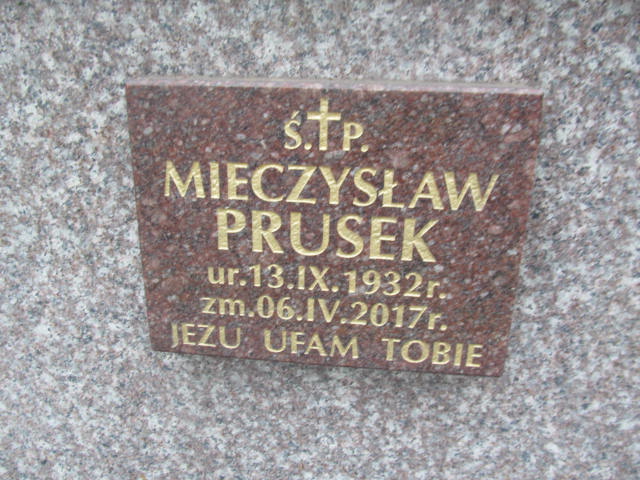 Ś.†P.
MIECZYSŁAW
PRUSEK
ur.13.IX.1932r.
zm.06.IV.2017r.
JEZU UFAM TOBIE